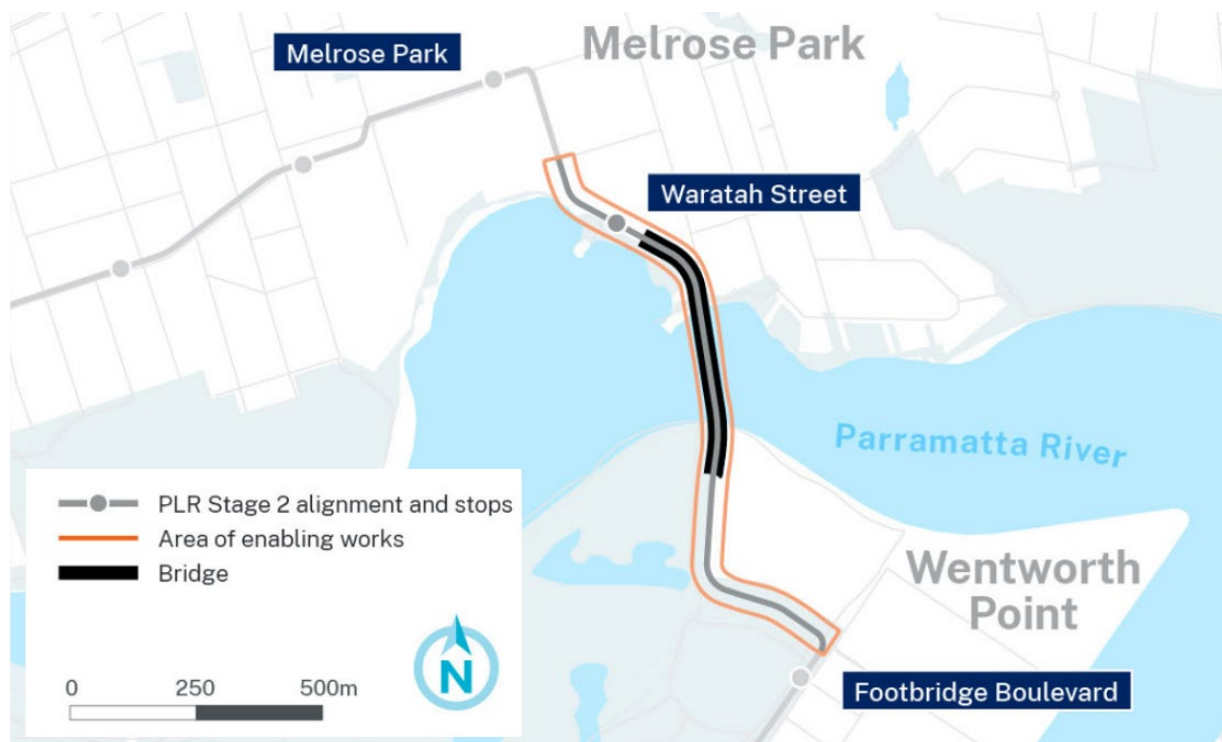 Melrose Park
Melrose Park
Waratah Street
Parramatta River
PLR Stage 2 alignment and stops
Area of enabling works
Bridge
N
0 250 500m
Wentworth
Point
Footbridge Boulevard